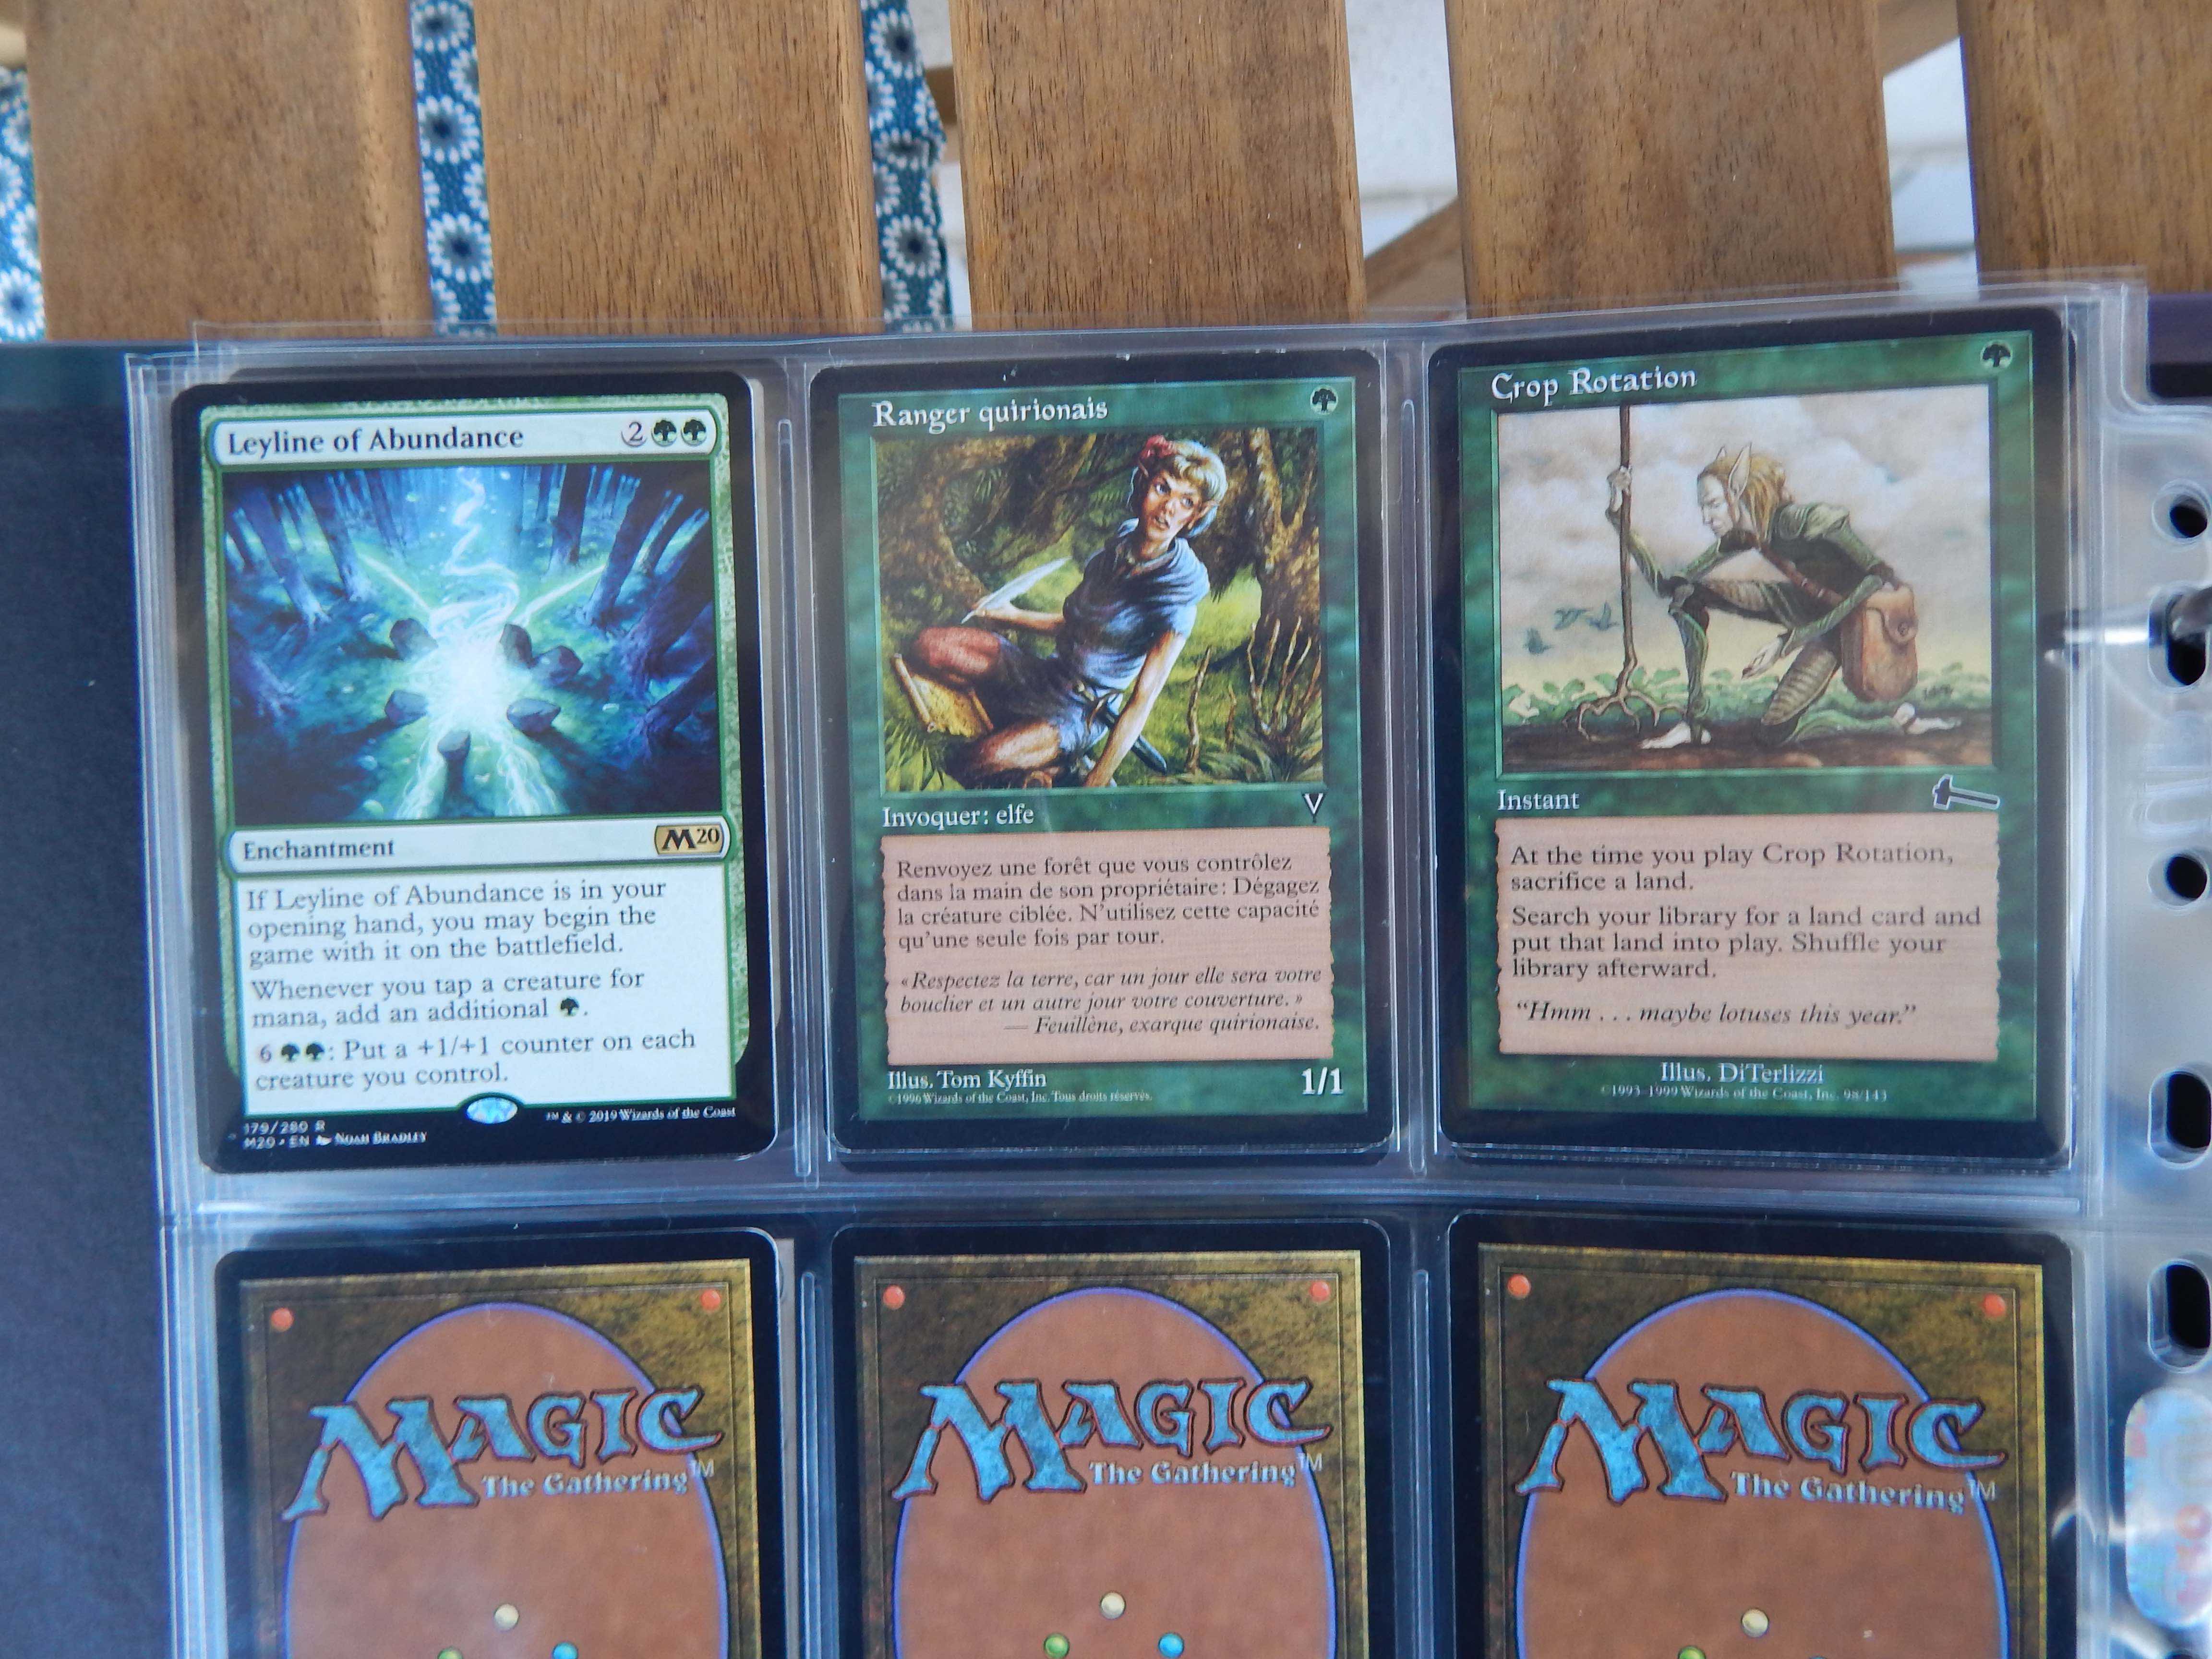 Leyline of Abundance 2
Enchantment M20
If Leyline of Abundance is in your
opening hand, you may begin the
game with it on the battlefield.
Whenever you tap a creature for
mana, add an additional .
6 : Put a +1/+1 counter on each
creature you control.
179/280 R
M20 • EN Noah Bradley
™ & © 2019 Wizards of the Coast
Ranger quirionais
Invoquer: elfe V
Renvoyez une forêt que vous contrôlez
dans la main de son propriétaire: Dégagez
la créature ciblée. N'utilisez cette capacité
qu'une seule fois par tour.
«Respectez la terre, car un jour elle sera votre
bouclier et un autre jour votre couverture.»
— Feuillène, exarque quirionaise.
Illus. Tom Kyffin 1/1
©1996 Wizards of the Coast, Inc. Tous droits réservés.
Crop Rotation
Instant
At the time you play Crop Rotation,
sacrifice a land.
Search your library for a land card and
put that land into play. Shuffle your
library afterward.
"Hmm . . . maybe lotuses this year."
Illus. DiTerlizzi
©1993-1999 Wizards of the Coast, Inc. 98/143
MAGIC
The Gathering™
MAGIC
The Gathering™
MAGIC
The Gathering™